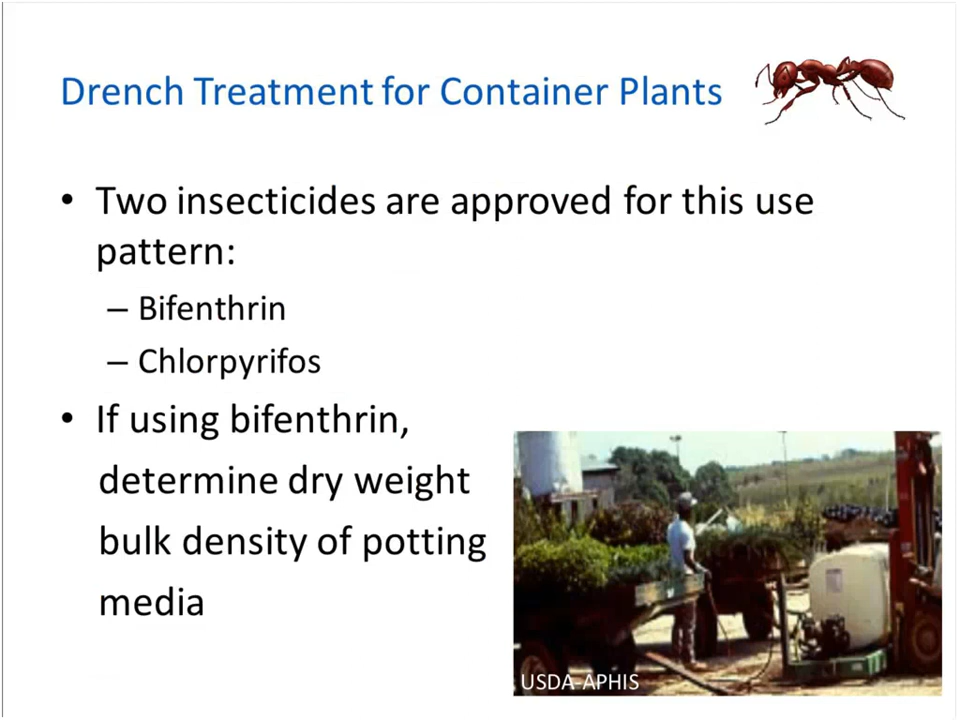 Drench Treatment for Container Plants
• Two insecticides are approved for this use
pattern:
– Bifenthrin
– Chlorpyrifos
• If using bifenthrin,
determine dry weight
bulk density of potting
media
USDA-APHIS